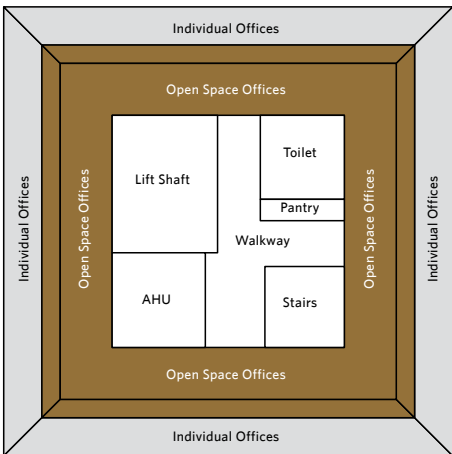 Individual Offices
Open Space Offices
Toilet
Lift Shaft
Pantry
Individual Offices
Open Space Offices
Walkway
Open Space Offices
Individual Offices
AHU
Stairs
Open Space Offices
Individual Offices